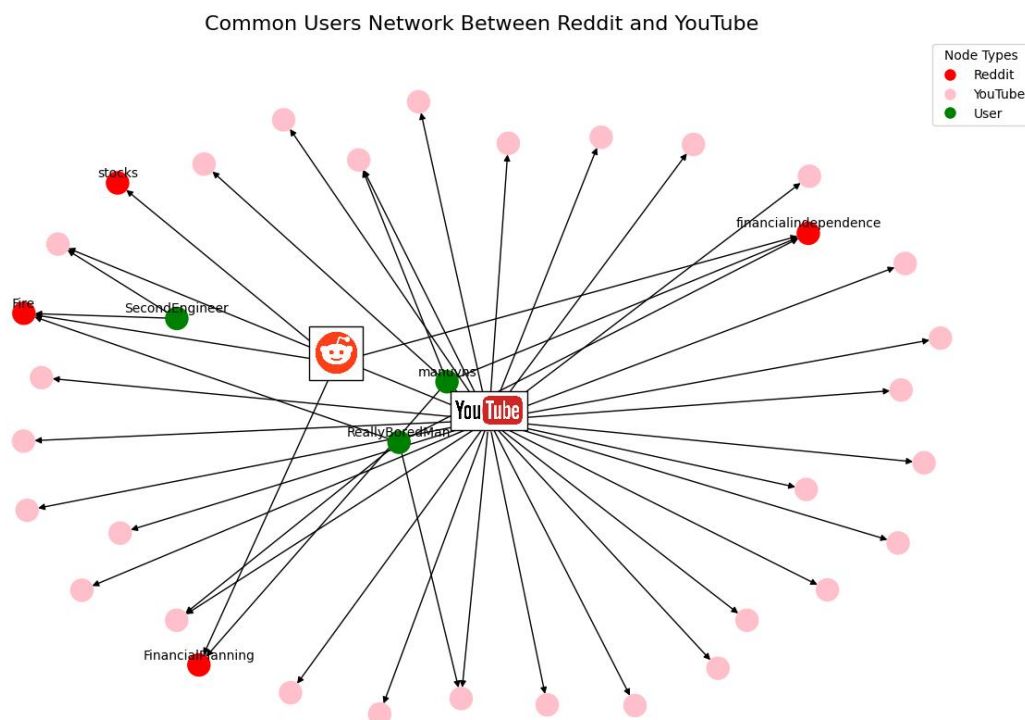 Common Users Network Between Reddit and YouTube
Node Types
Reddit
YouTube
User
stocks
financialindependence
Fire
SecondEngineer
manuvns
YouTube
ReallyBoredMan
FinancialPlanning